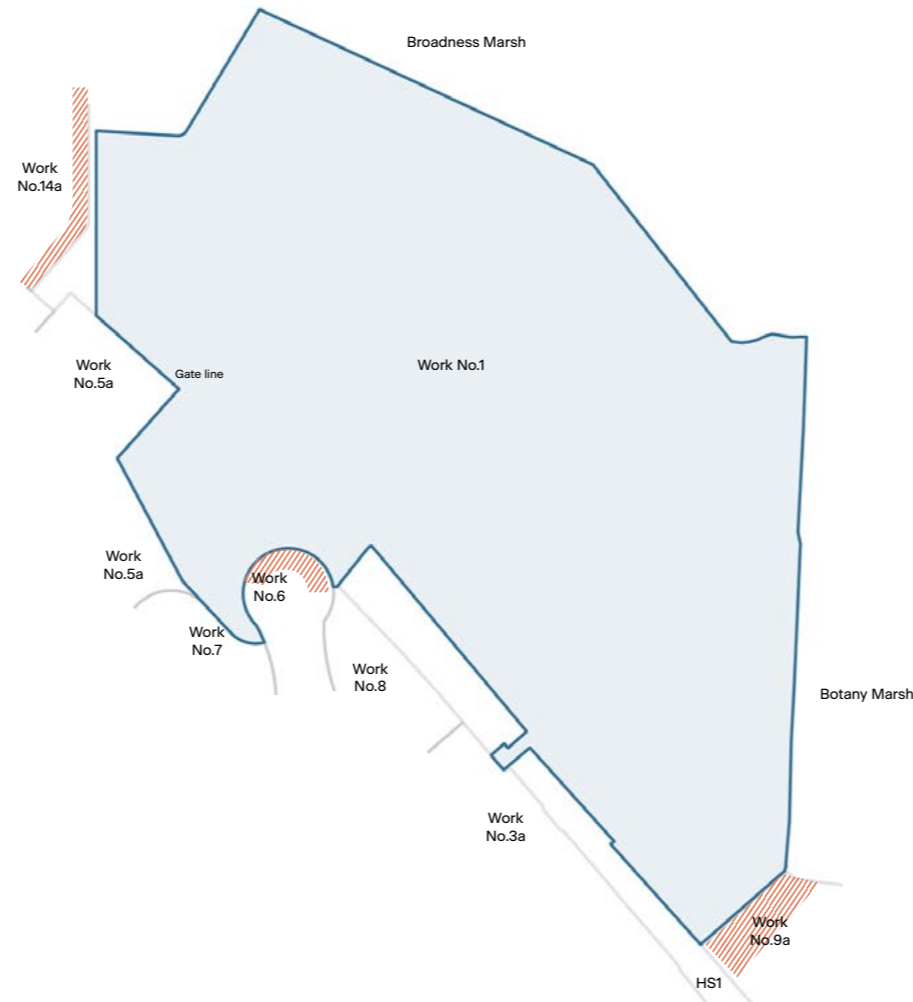 Broadness Marsh
Work
No.14a
Work No.1
Work
No.5a
Gate line
Work
No.5a
Work
No.6
Work
No.7
Work
No.8
Botany Marsh
Work
No.3a
Work
No.9a
HS1